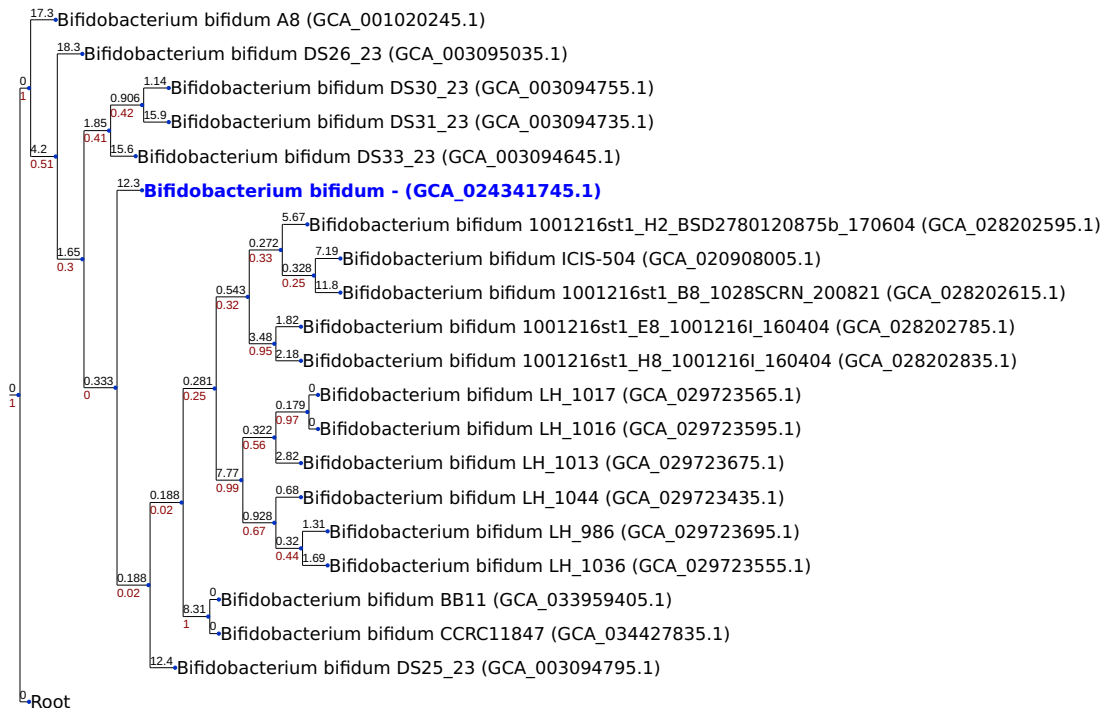 17.3 Bifidobacterium bifidum A8 (GCA_001020245.1)
18.3 Bifidobacterium bifidum DS26_23 (GCA_003095035.1)
0
1
1.14 Bifidobacterium bifidum DS30_23 (GCA_003094755.1)
0.906
0.42
15.9 Bifidobacterium bifidum DS31_23 (GCA_003094735.1)
1.85
0.41
4.2
0.51
15.6 Bifidobacterium bifidum DS33_23 (GCA_003094645.1)
12.3 Bifidobacterium bifidum - (GCA_024341745.1)
5.67 Bifidobacterium bifidum 1001216st1_H2_BSD2780120875b_170604 (GCA_028202595.1)
0.272
0.33
1.65
0.3
7.19 Bifidobacterium bifidum ICIS-504 (GCA_020908005.1)
0.328
0.25
11.8 Bifidobacterium bifidum 1001216st1_B8_1028SCRN_200821 (GCA_028202615.1)
0.543
0.32
1.82 Bifidobacterium bifidum 1001216st1_E8_1001216I_160404 (GCA_028202785.1)
3.48
0.95
2.18 Bifidobacterium bifidum 1001216st1_H8_1001216I_160404 (GCA_028202835.1)
0.333
0
0.281
0.25
0
1
0 Bifidobacterium bifidum LH_1017 (GCA_029723565.1)
0.179
0.97
0 Bifidobacterium bifidum LH_1016 (GCA_029723595.1)
0.322
0.56
2.82 Bifidobacterium bifidum LH_1013 (GCA_029723675.1)
7.77
0.99
0.68 Bifidobacterium bifidum LH_1044 (GCA_029723435.1)
0.188
0.02
0.928
0.67
1.31 Bifidobacterium bifidum LH_986 (GCA_029723695.1)
0.32
0.44
1.69 Bifidobacterium bifidum LH_1036 (GCA_029723555.1)
0.188
0.02
0 Bifidobacterium bifidum BB11 (GCA_033959405.1)
8.31
1
0 Bifidobacterium bifidum CCRC11847 (GCA_034427835.1)
12.4 Bifidobacterium bifidum DS25_23 (GCA_003094795.1)
0 Root